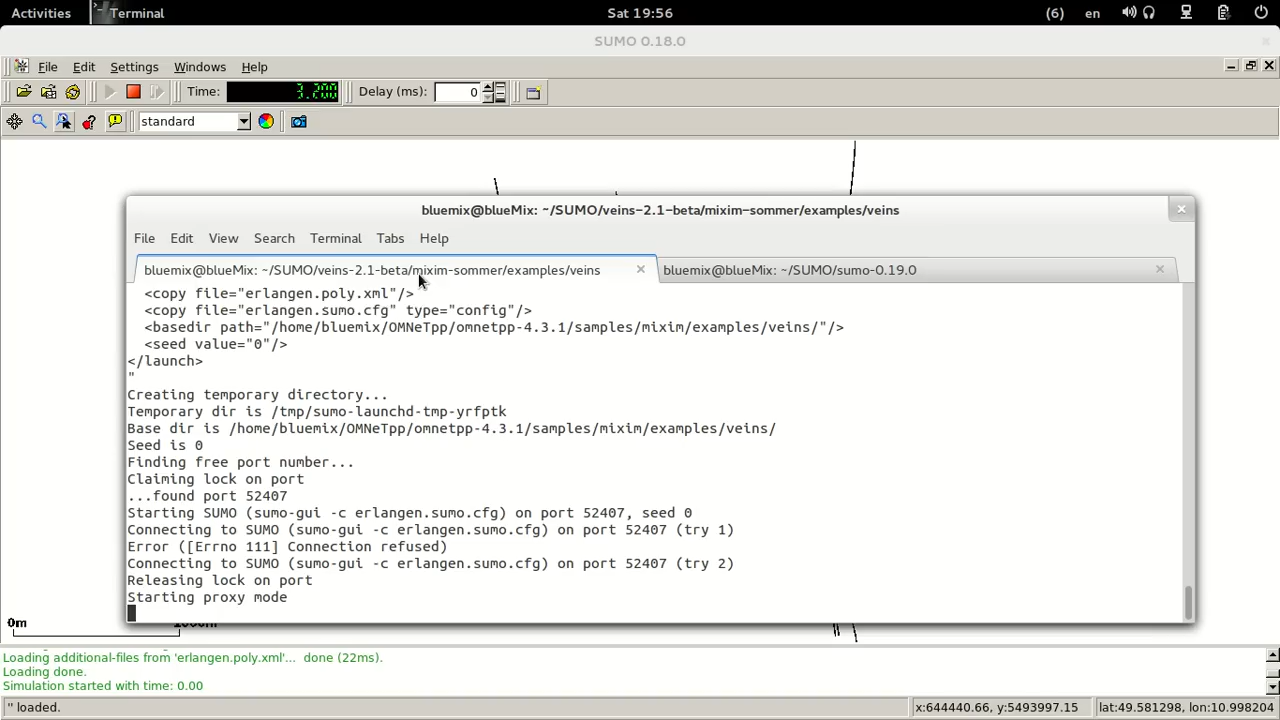 Activities
Terminal
Sat 19:56
(6)
en
SUMO 0.18.0
File Edit Settings Windows Help
Time: 3.200 Delay (ms): 0
standard
bluemix@blueMix: ~/SUMO/veins-2.1-beta/mixim-sommer/examples/veins
File Edit View Search Terminal Tabs Help
bluemix@blueMix: ~/SUMO/veins-2.1-beta/mixim-sommer/examples/veins
bluemix@blueMix: ~/SUMO/sumo-0.19.0
<copy file="erlangen.poly.xml"/>
<copy file="erlangen.sumo.cfg" type="config"/>
<basedir path="/home/bluemix/OMNeTpp/omnetpp-4.3.1/samples/mixim/examples/veins/"/>
<seed value="0"/>
</launch>
"
Creating temporary directory...
Temporary dir is /tmp/sumo-launchd-tmp-yrfptk
Base dir is /home/bluemix/OMNeTpp/omnetpp-4.3.1/samples/mixim/examples/veins/
Seed is 0
Finding free port number...
Claiming lock on port
...found port 52407
Starting SUMO (sumo-gui -c erlangen.sumo.cfg) on port 52407, seed 0
Connecting to SUMO (sumo-gui -c erlangen.sumo.cfg) on port 52407 (try 1)
Error ([Errno 111] Connection refused)
Connecting to SUMO (sumo-gui -c erlangen.sumo.cfg) on port 52407 (try 2)
Releasing lock on port
Starting proxy mode
0m
Loading additional-files from 'erlangen.poly.xml'... done (22ms).
Loading done.
Simulation started with time: 0.00
'' loaded.
x:644440.66, y:5493997.15
lat:49.581298, lon:10.998204